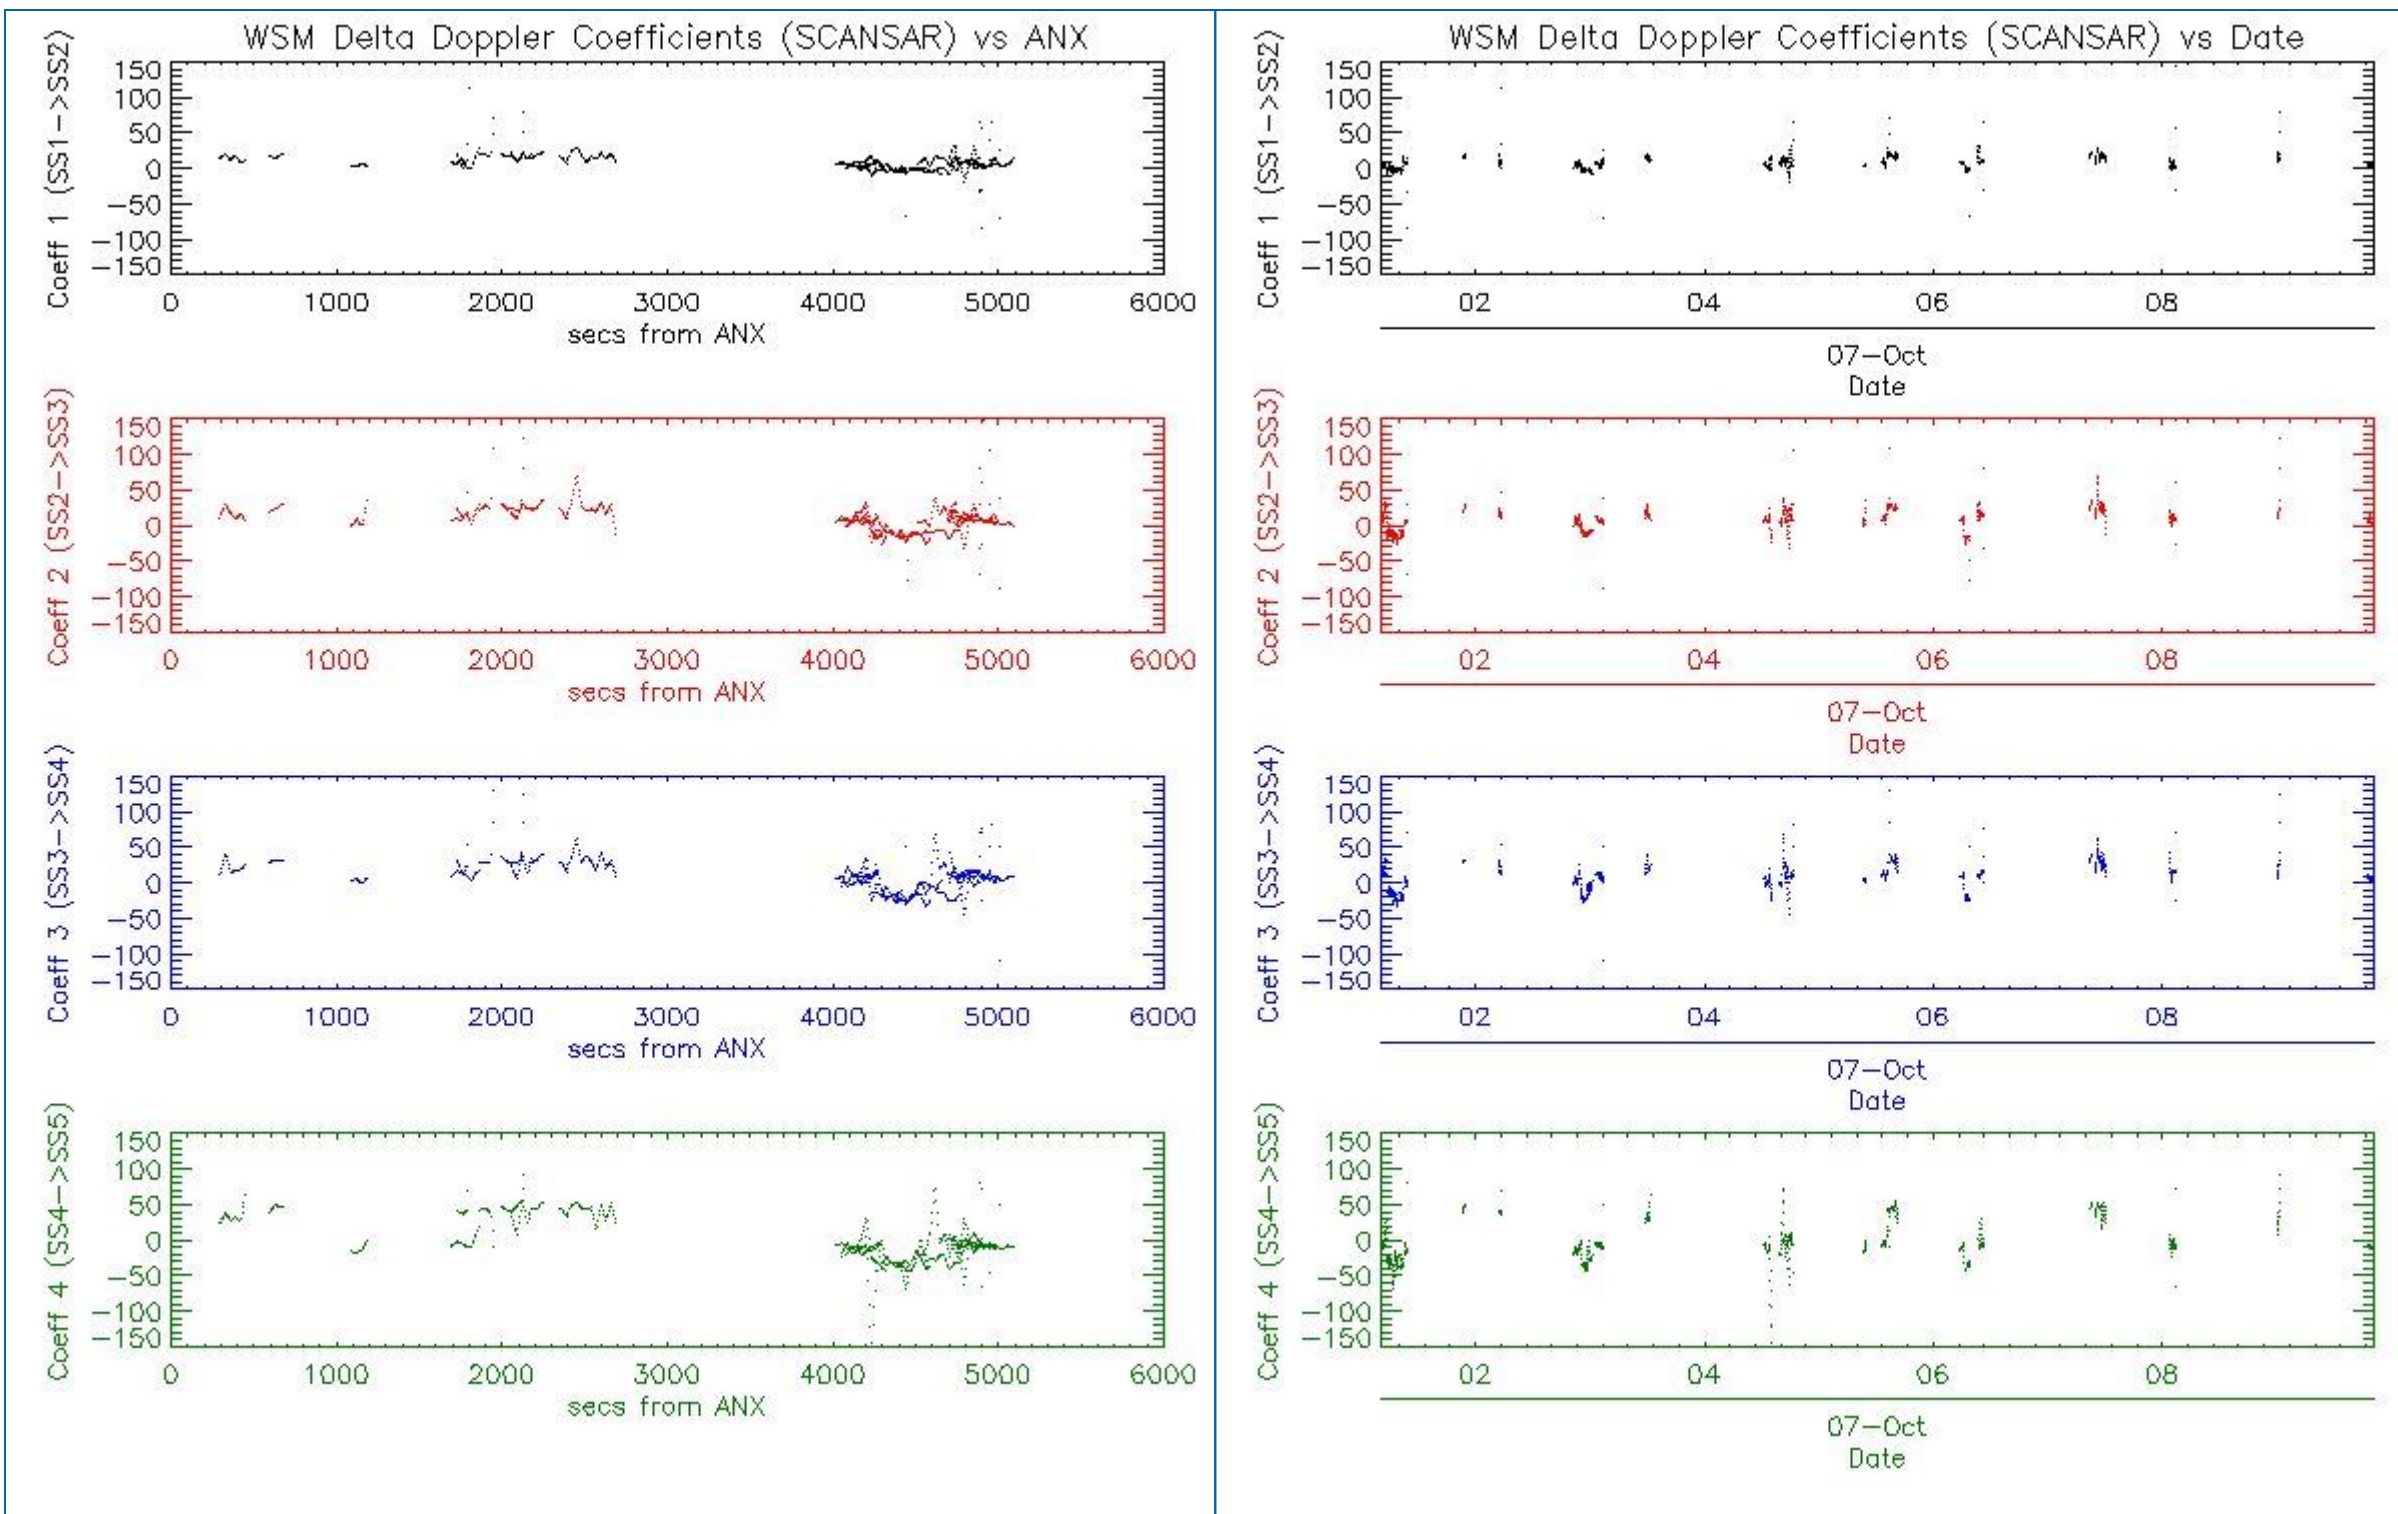 WSM Delta Doppler Coefficients (SCANSAR) vs ANX
Coeff 1 (SS1->SS2)
150
100
50
0
-50
-100
-150
0 1000 2000 3000 4000 5000 6000
secs from ANX
Coeff 2 (SS2->SS3)
150
100
50
0
-50
-100
-150
0 1000 2000 3000 4000 5000 6000
secs from ANX
Coeff 3 (SS3->SS4)
150
100
50
0
-50
-100
-150
0 1000 2000 3000 4000 5000 6000
secs from ANX
Coeff 4 (SS4->SS5)
150
100
50
0
-50
-100
-150
0 1000 2000 3000 4000 5000 6000
secs from ANX
WSM Delta Doppler Coefficients (SCANSAR) vs Date
Coeff 1 (SS1->SS2)
150
100
50
0
-50
-100
-150
02 04 06 08
07-Oct
Date
Coeff 2 (SS2->SS3)
150
100
50
0
-50
-100
-150
02 04 06 08
07-Oct
Date
Coeff 3 (SS3->SS4)
150
100
50
0
-50
-100
-150
02 04 06 08
07-Oct
Date
Coeff 4 (SS4->SS5)
150
100
50
0
-50
-100
-150
02 04 06 08
07-Oct
Date